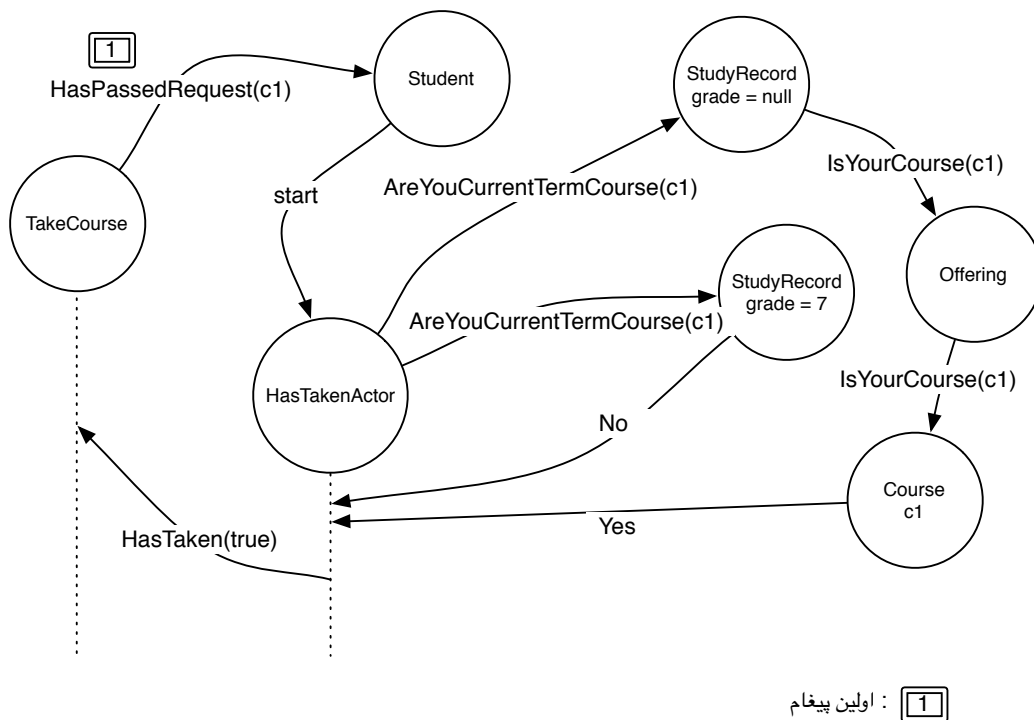 1
HasPassedRequest(c1)
Student
StudyRecord
grade = null
IsYourCourse(c1)
AreYouCurrentTermCourse(c1)
start
TakeCourse
Offering
StudyRecord
grade = 7
AreYouCurrentTermCourse(c1)
IsYourCourse(c1)
HasTakenActor
No
Course
c1
Yes
HasTaken(true)
1 : اولین پیغام